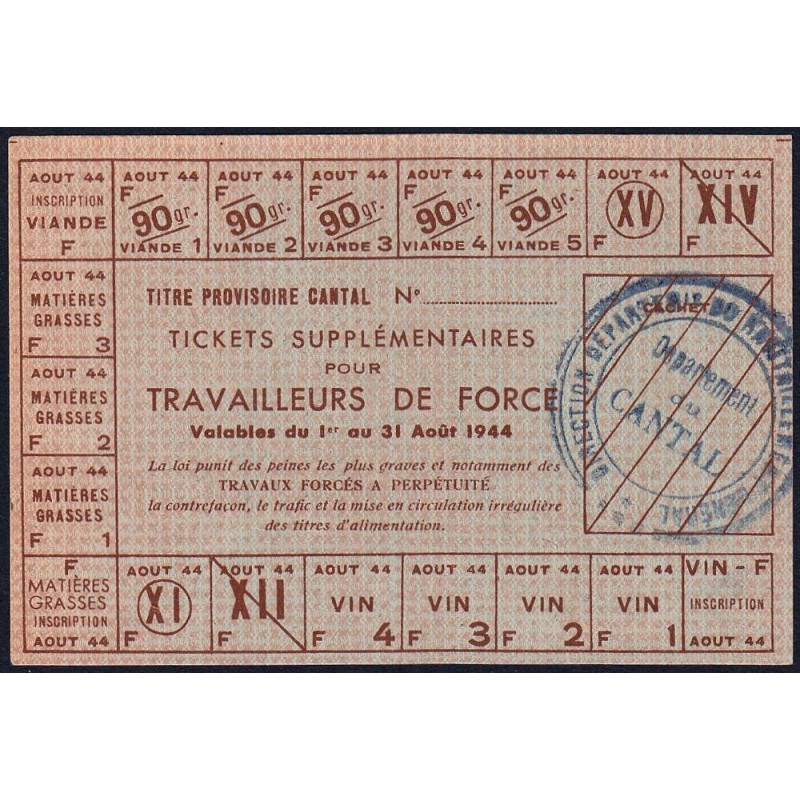 AOUT 44
INSCRIPTION
VIANDE
F
AOUT 44
F
90 gr.
VIANDE 1
AOUT 44
F
90 gr.
VIANDE 2
AOUT 44
F
90 gr.
VIANDE 3
AOUT 44
F
90 gr.
VIANDE 4
AOUT 44
F
90 gr.
VIANDE 5
AOUT 44
XV
F
AOUT 44
XIV
F
AOUT 44
MATIÈRES
GRASSES
F 3
AOUT 44
MATIÈRES
GRASSES
F 2
AOUT 44
MATIÈRES
GRASSES
F 1
TITRE PROVISOIRE CANTAL N°
TICKETS SUPPLÉMENTAIRES
POUR
TRAVAILLEURS DE FORCE
Valables du 1er au 31 Août 1944
La loi punit des peines les plus graves et notamment des
TRAVAUX FORCÉS A PERPÉTUITÉ
la contrefaçon, le trafic et la mise en circulation irrégulière
des titres d'alimentation.
CACHET
DIRECTION DÉPARTEMENTALE DU RAVITAILLEMENT GÉNÉRAL
Département
du
CANTAL
F
MATIÈRES
GRASSES
INSCRIPTION
AOUT 44
AOUT 44
XI
F
AOUT 44
XII
F
AOUT 44
VIN
F 4
AOUT 44
VIN
F 3
AOUT 44
VIN
F 2
AOUT 44
VIN
F 1
VIN - F
INSCRIPTION
AOUT 44